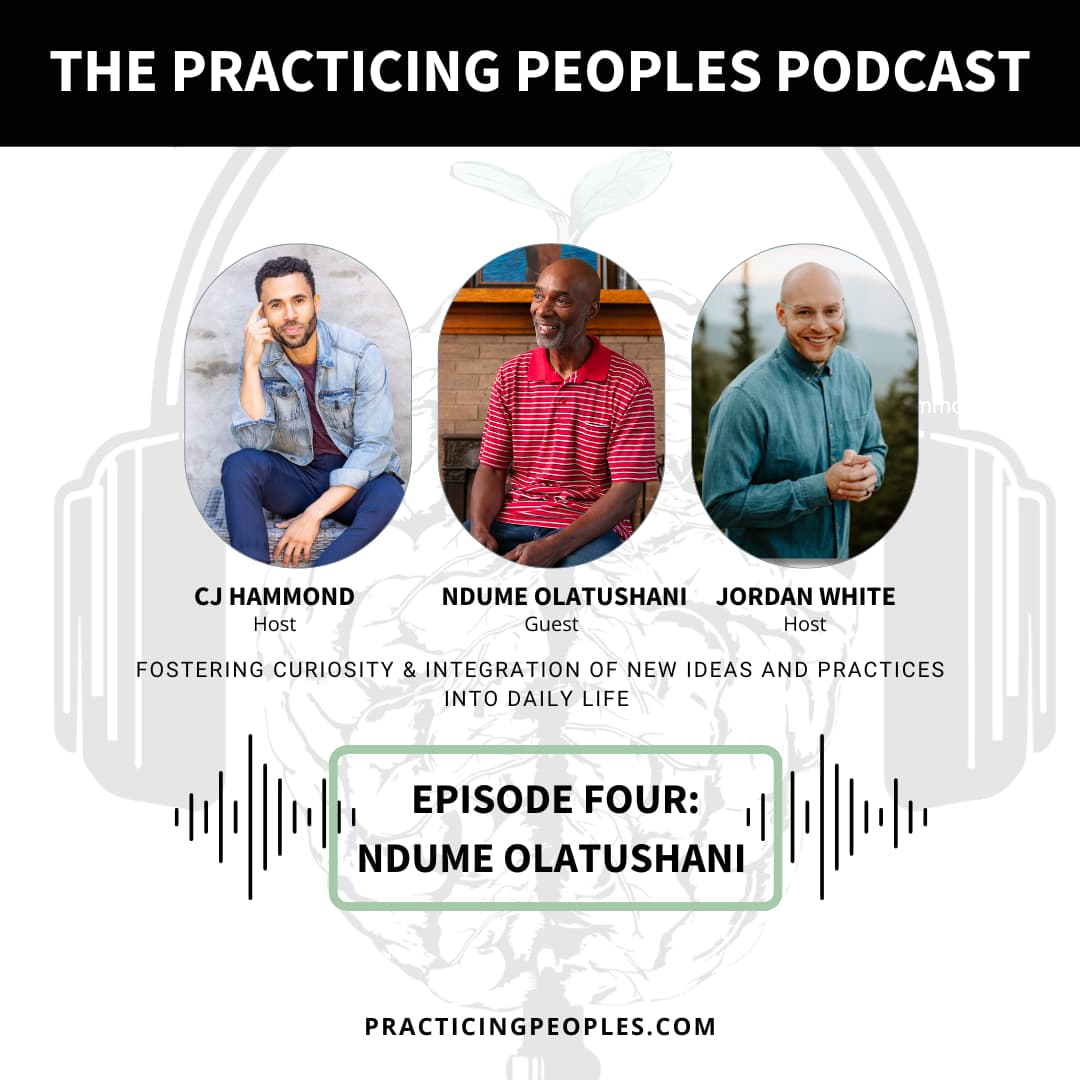 THE PRACTICING PEOPLES PODCAST
CJ HAMMOND
Host
NDUME OLATUSHANI
Guest
JORDAN WHITE
Host
FOSTERING CURIOSITY & INTEGRATION OF NEW IDEAS AND PRACTICES
INTO DAILY LIFE
EPISODE FOUR:
NDUME OLATUSHANI
PRACTICINGPEOPLES.COM